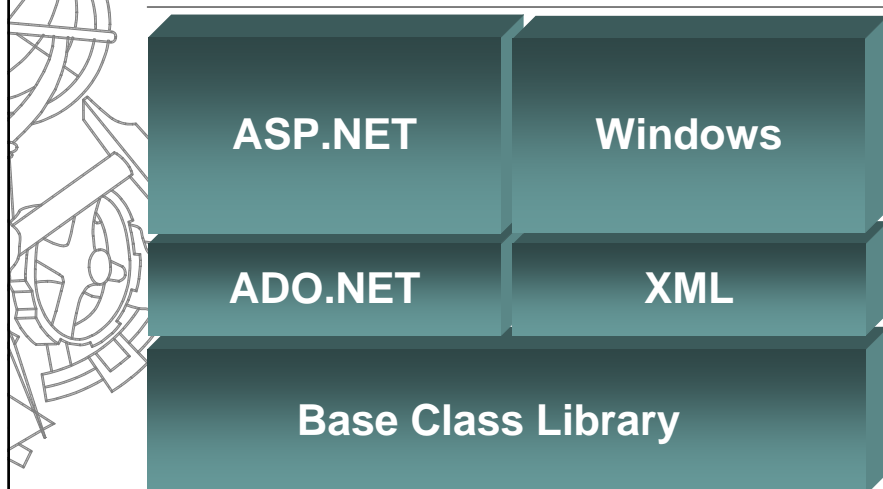 ASP.NET
Windows
ADO.NET
XML
Base Class Library